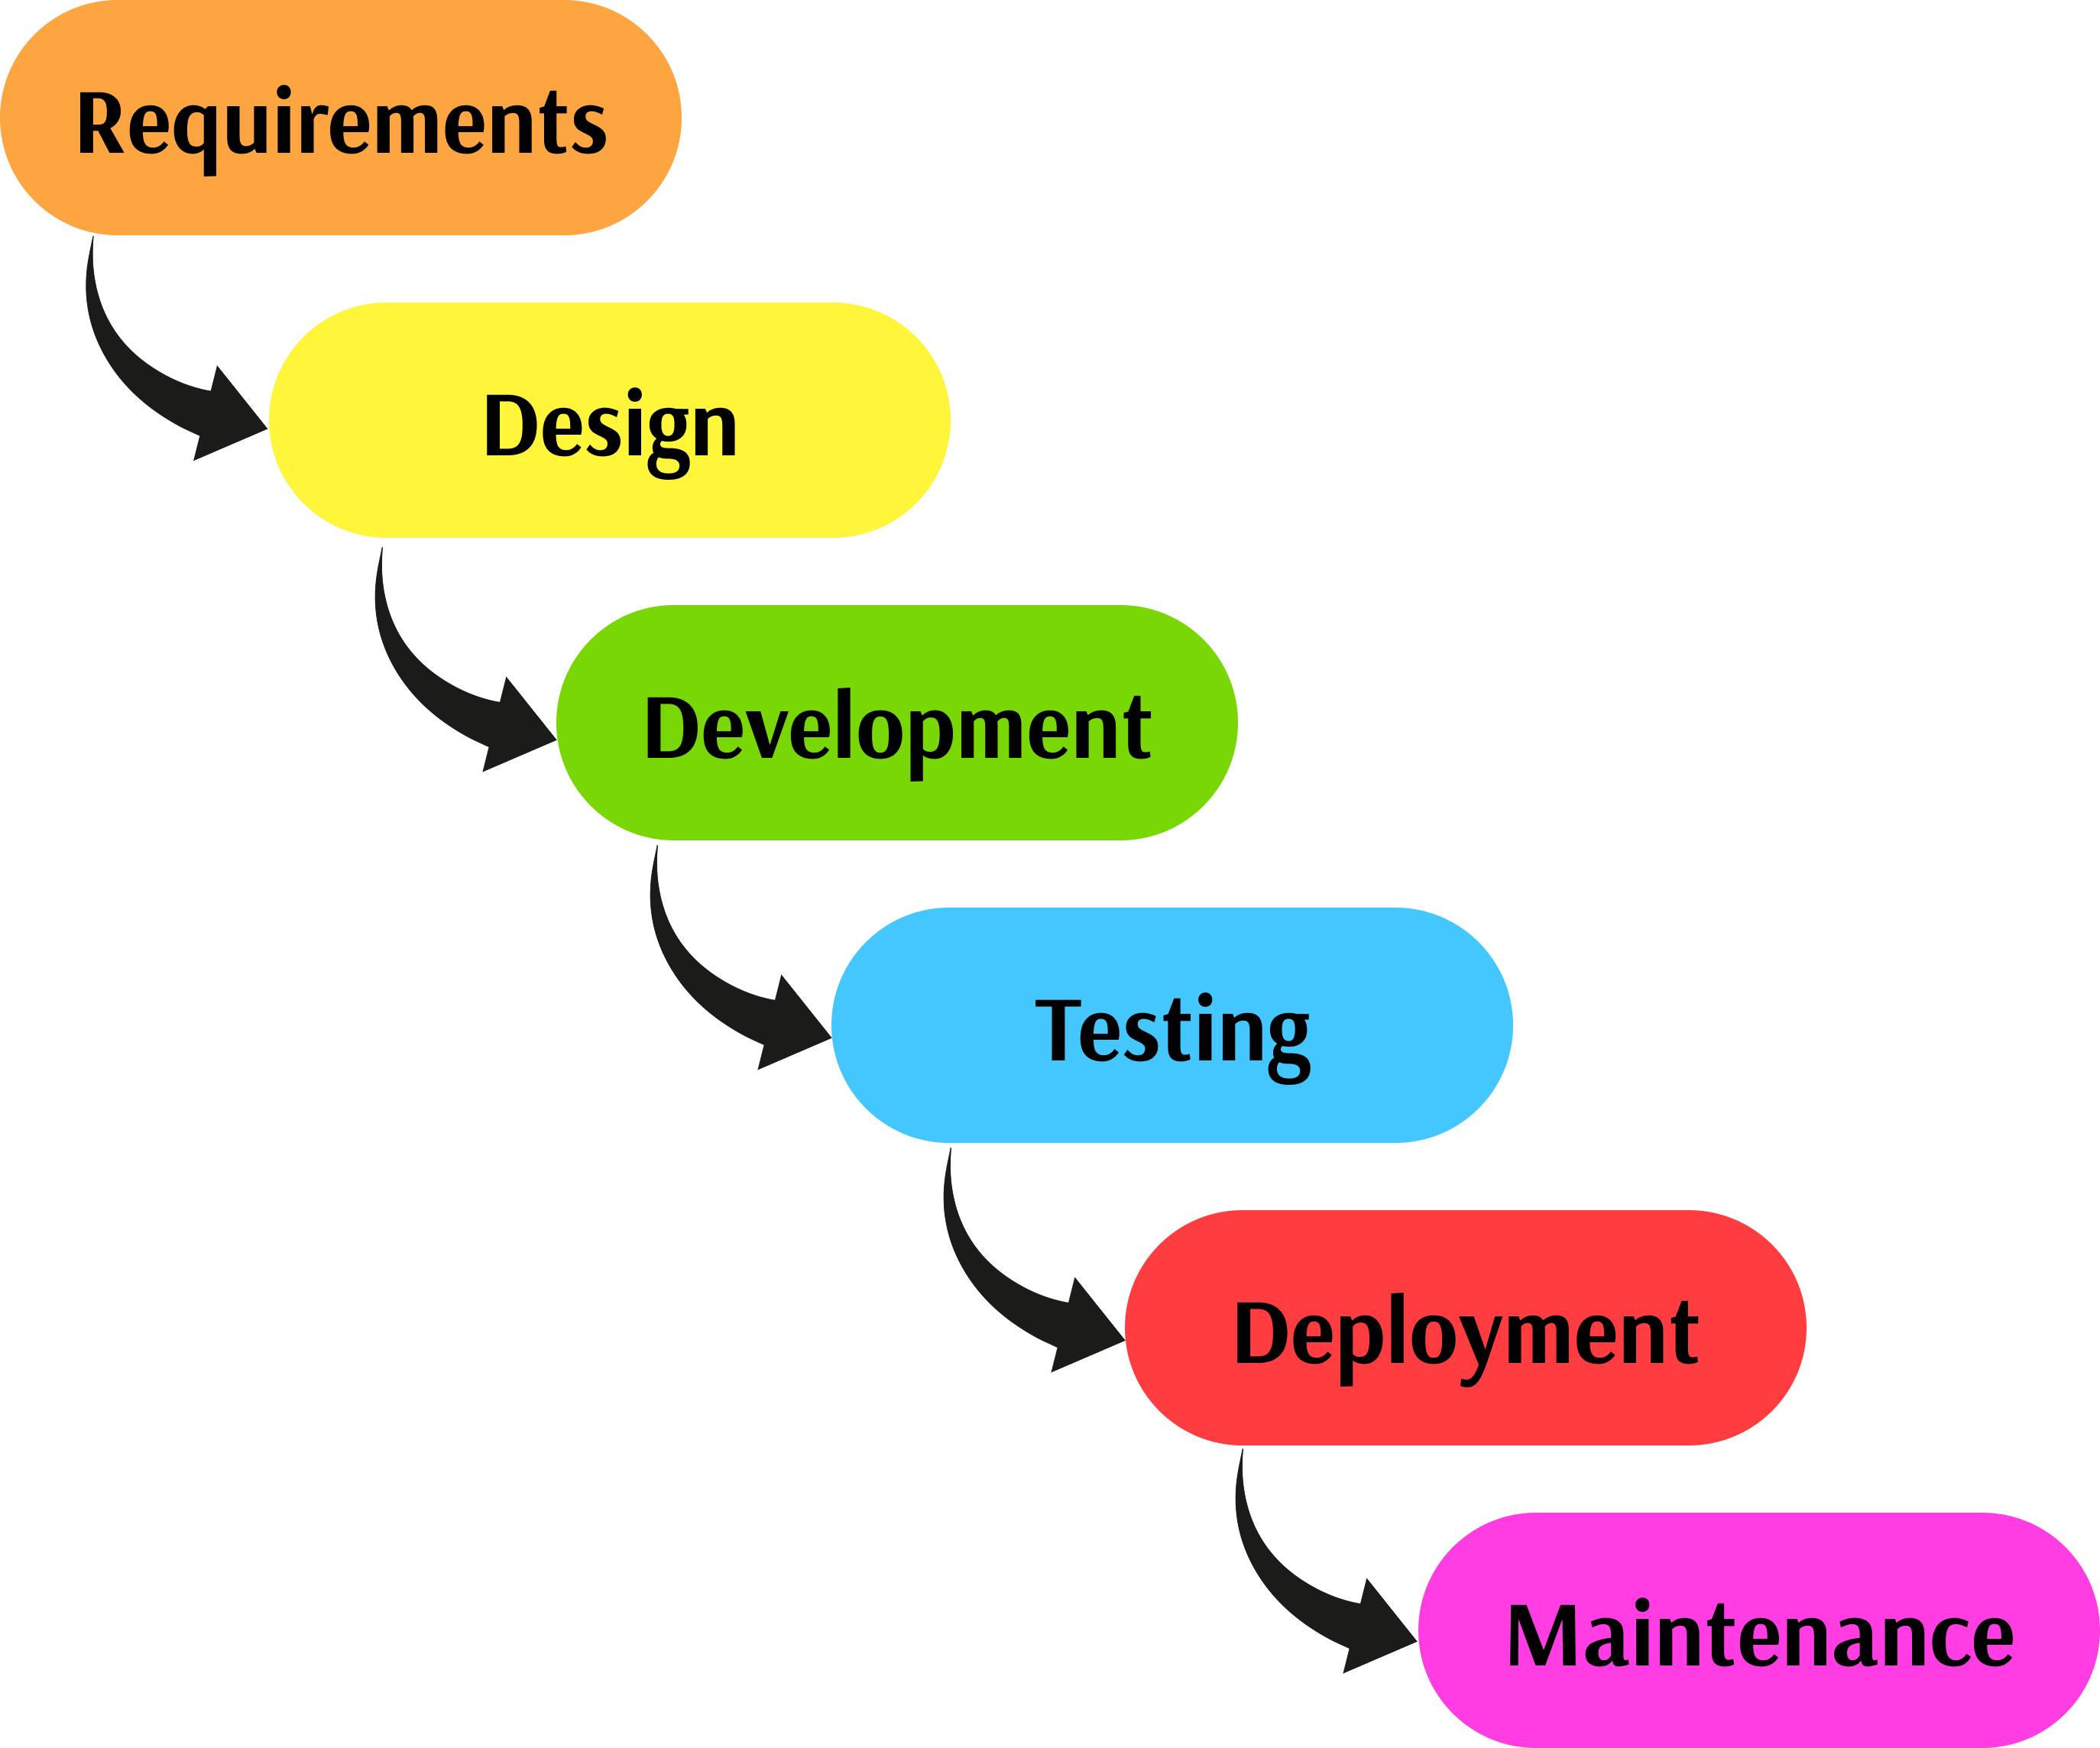 Requirements
Design
Development
Testing
Deployment
Maintenance